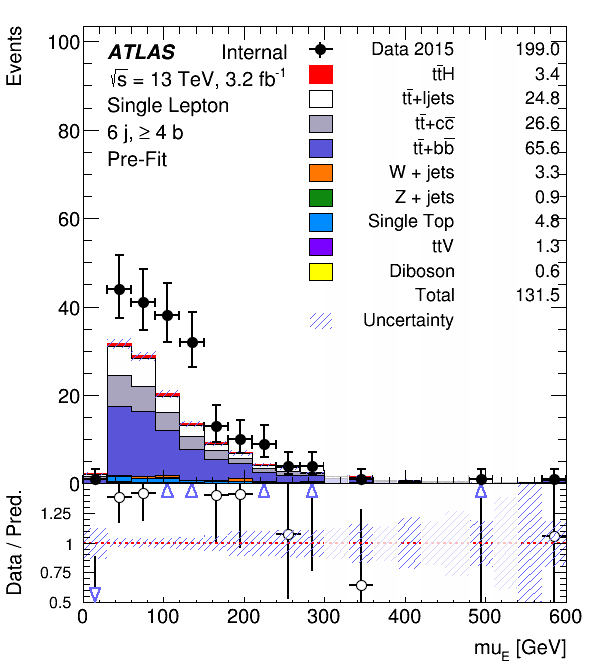 Events
100
80
60
40
20
0
ATLAS Internal
√s = 13 TeV, 3.2 fb⁻¹
Single Lepton
6 j, ≥ 4 b
Pre-Fit
Data 2015 199.0
tt̄H 3.4
tt̄+ljets 24.8
tt̄+cc̄ 26.6
tt̄+bb̄ 65.6
W + jets 3.3
Z + jets 0.9
Single Top 4.8
ttV 1.3
Diboson 0.6
Total 131.5
Uncertainty
Data / Pred.
1.25
1
0.75
0.5
0 100 200 300 400 500 600
mu_E [GeV]